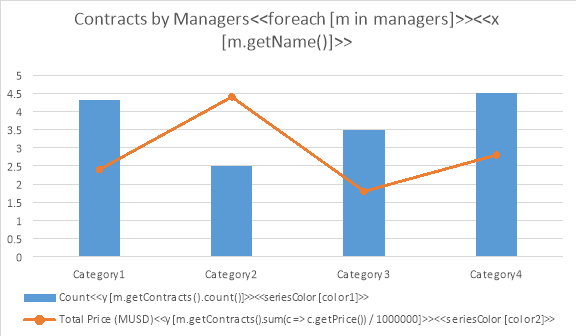 Contracts by Managers<<foreach [m in managers]>><<x
[m.getName()]>>
5
4.5
4
3.5
3
2.5
2
1.5
1
0.5
0
Category1
Category2
Category3
Category4
Count<<y [m.getContracts().count()]>><<seriesColor [color1]>>
Total Price (MUSD)<<y [m.getContracts().sum(c => c.getPrice()) / 1000000]>><<seriesColor [color2]>>